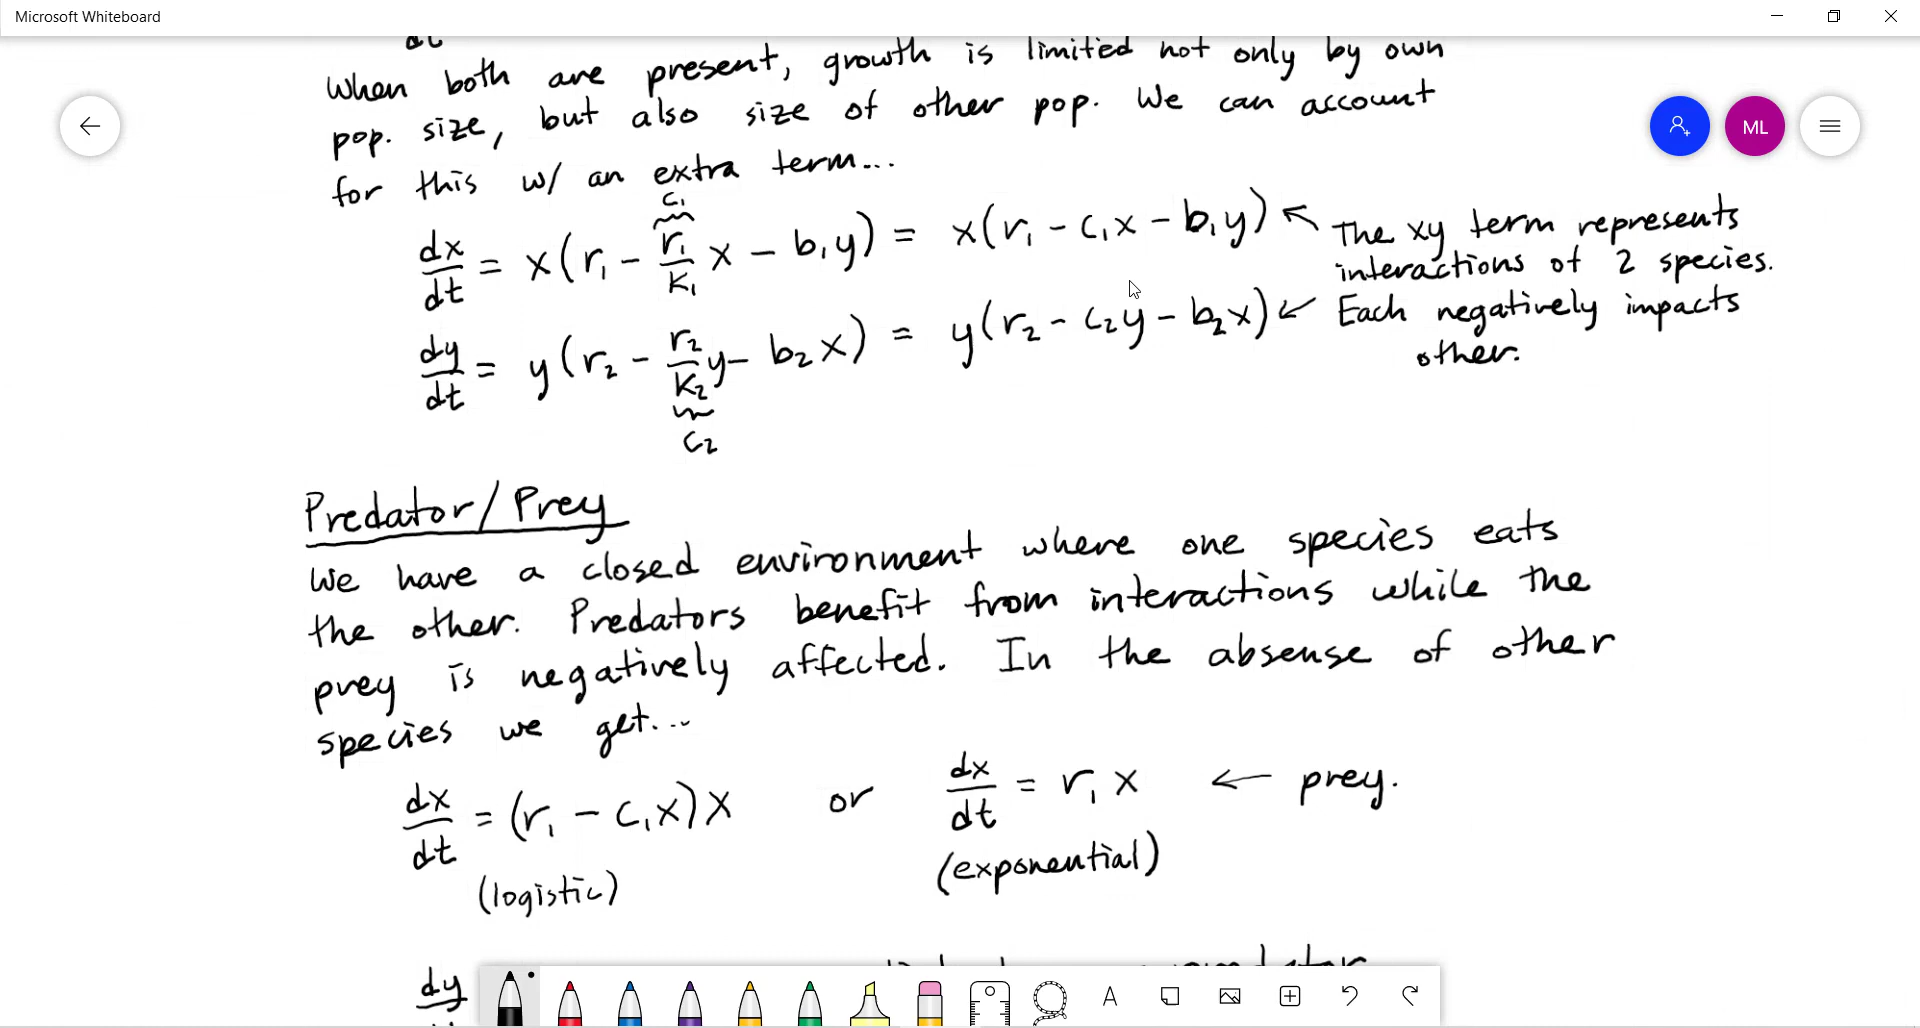 Microsoft Whiteboard
dt
When both are present, growth is limited not only by own
pop. size, but also size of other pop. We can account
for this w/ an extra term...
c₁
dx/dt = x(r₁ - r₁/K₁ x - b₁y) = x(r₁ - c₁x - b₁y) ← The xy term represents
interactions of 2 species.
dy/dt = y(r₂ - r₂/K₂ y - b₂x) = y(r₂ - c₂y - b₂x) ← Each negatively impacts
other.
c₂
Predator/Prey
We have a closed environment where one species eats
the other. Predators benefit from interactions while the
prey is negatively affected. In the absense of other
species we get...
dx/dt = (r₁ - c₁x)x or dx/dt = r₁x ← prey.
(logistic) (exponential)
dy
ML
A